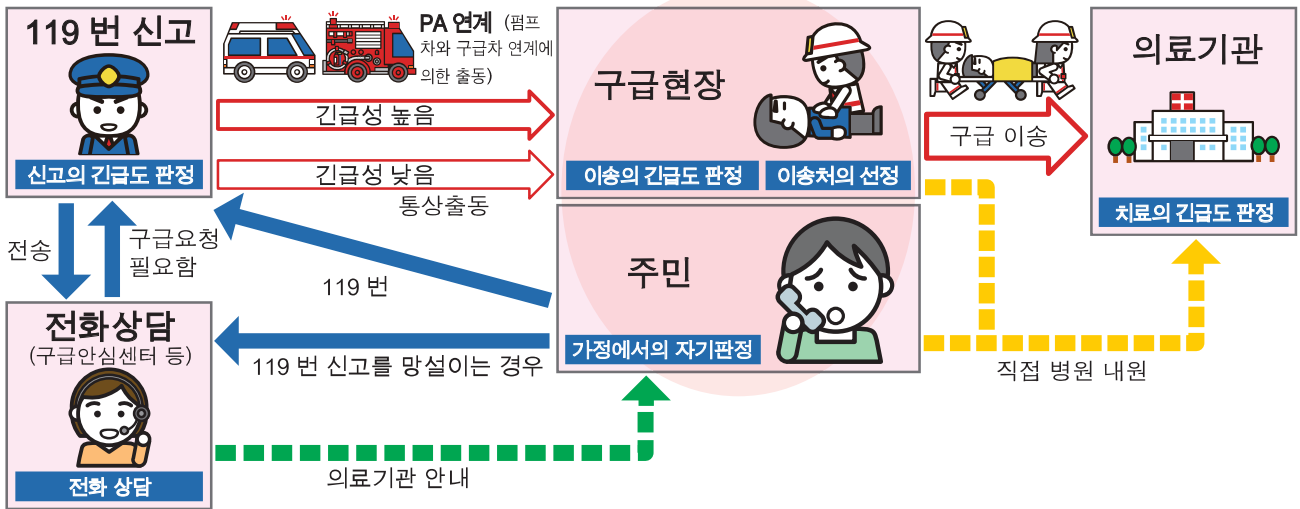 119 번 신고
신고의 긴급도 판정
PA 연계 (펌프
차와 구급차 연계에
의한 출동)
긴급성 높음
긴급성 낮음
통상출동
구급현장
이송의 긴급도 판정
이송처의 선정
구급 이송
의료기관
치료의 긴급도 판정
전송
구급요청
필요함
119 번
주민
가정에서의 자기판정
전화상담
(구급안심센터 등)
전화 상담
119 번 신고를 망설이는 경우
직접 병원 내원
의료기관 안내